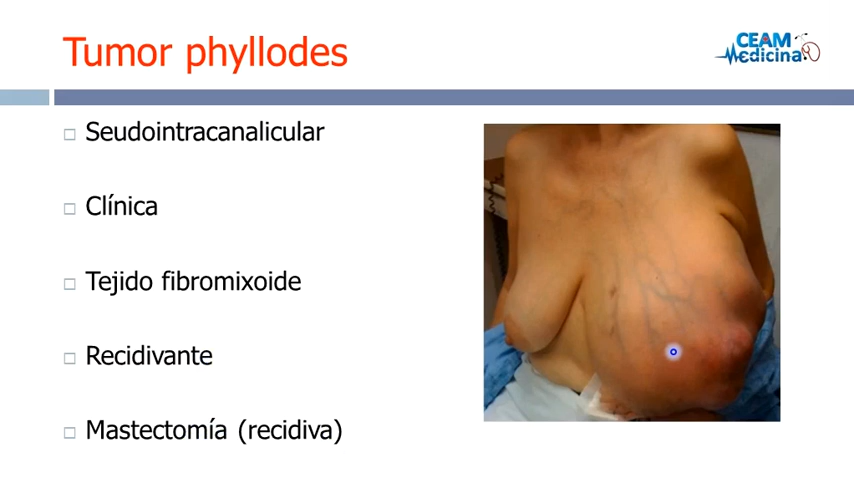 Tumor phyllodes
CEAM
Medicina
Seudointracanalicular
Clínica
Tejido fibromixoide
Recidivante
Mastectomía (recidiva)